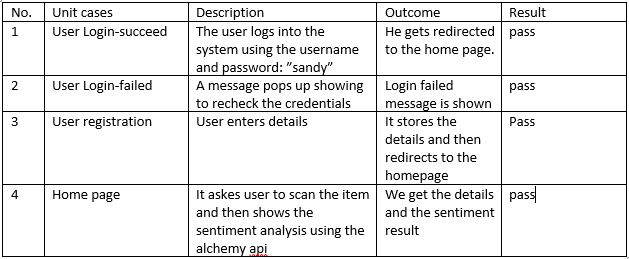 No. Unit cases Description Outcome Result
1 User Login-succeed The user logs into the He gets redirected pass
system using the username to the home page.
and password: ”sandy”
2 User Login-failed A message pops up showing Login failed pass
to recheck the credentials message is shown
3 User registration User enters details It stores the Pass
details and then
redirects to the
homepage
4 Home page It askes user to scan the item We get the details pass
and then shows the and the sentiment
sentiment analysis using the result
alchemy api